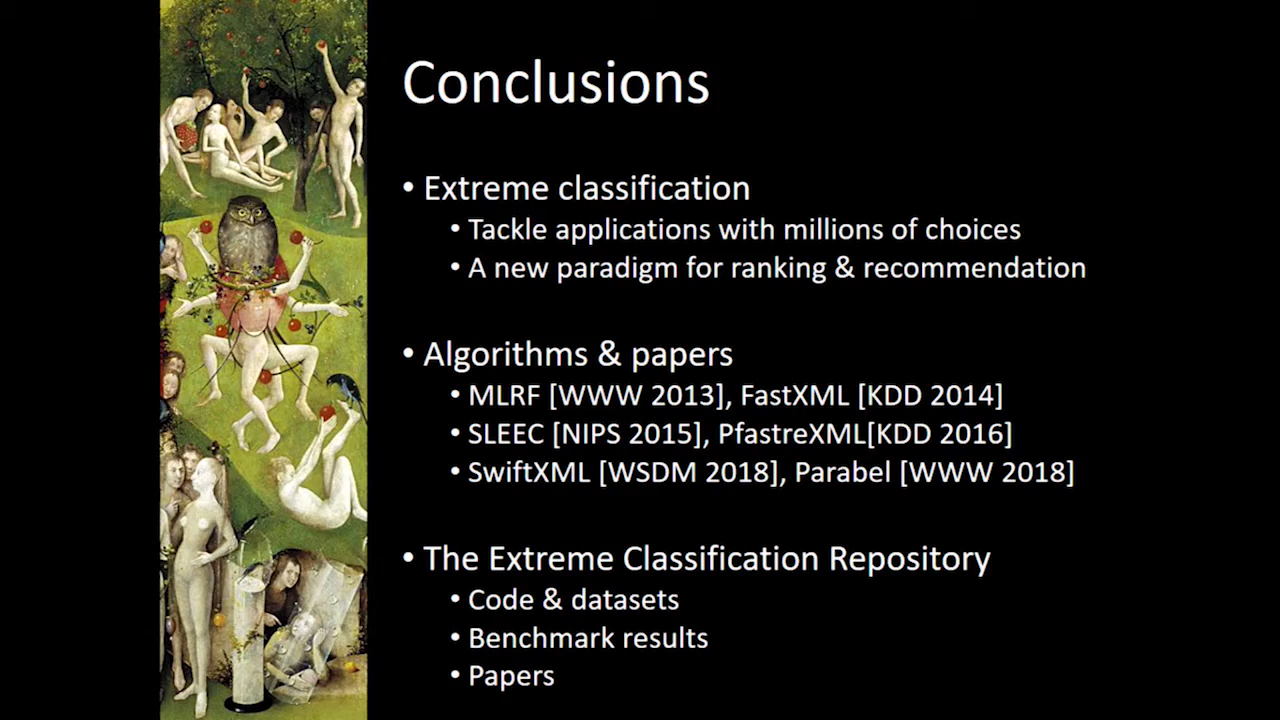 Conclusions
• Extreme classification
• Tackle applications with millions of choices
• A new paradigm for ranking & recommendation
• Algorithms & papers
• MLRF [WWW 2013], FastXML [KDD 2014]
• SLEEC [NIPS 2015], PfastreXML[KDD 2016]
• SwiftXML [WSDM 2018], Parabel [WWW 2018]
• The Extreme Classification Repository
• Code & datasets
• Benchmark results
• Papers